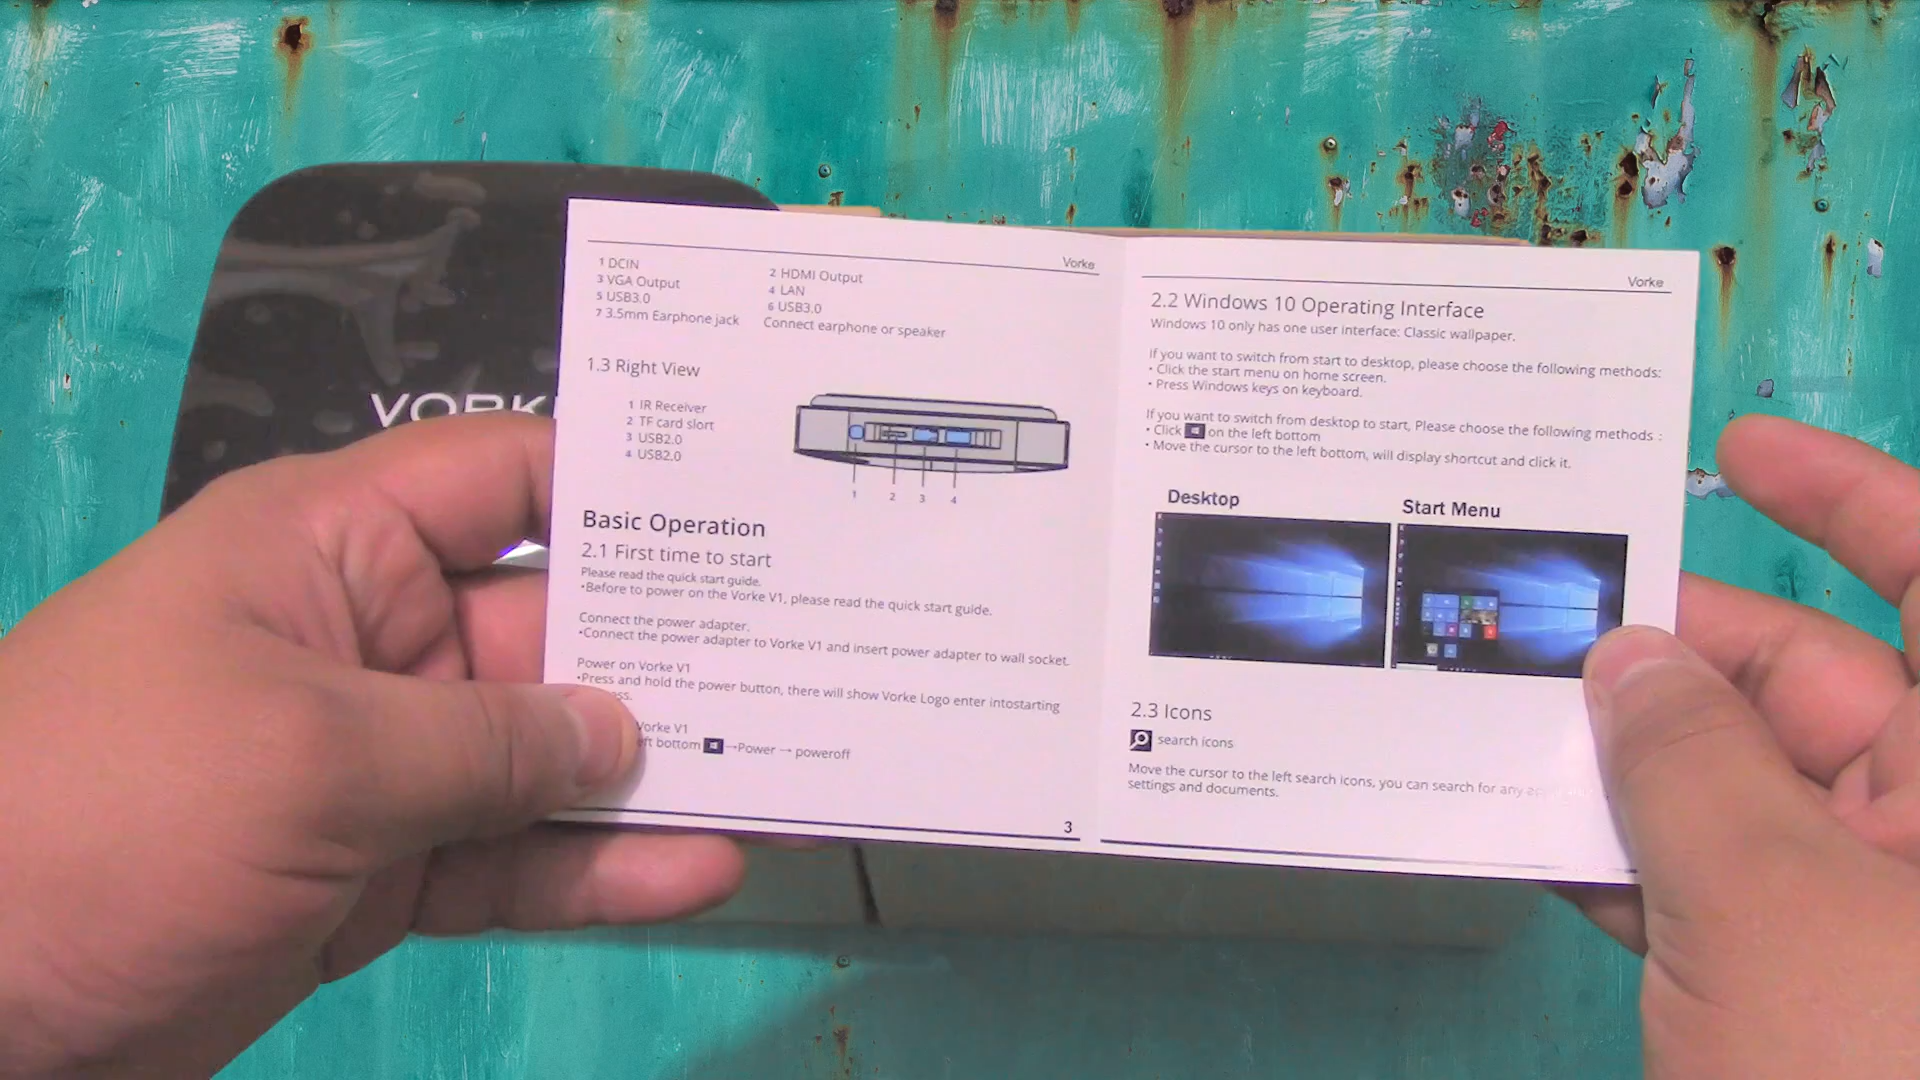 VORK
Vorke
1 DCIN
2 HDMI Output
3 VGA Output
4 LAN
5 USB3.0
6 USB3.0
7 3.5mm Earphone jack
Connect earphone or speaker
1.3 Right View
1 IR Receiver
2 TF card slort
3 USB2.0
4 USB2.0
1 2 3 4
Basic Operation
2.1 First time to start
Please read the quick start guide.
•Before to power on the Vorke V1, please read the quick start guide.
Connect the power adapter.
•Connect the power adapter to Vorke V1 and insert power adapter to wall socket.
Power on Vorke V1
•Press and hold the power button, there will show Vorke Logo enter intostarting
Vorke V1
bottom →Power → poweroff
3
Vorke
2.2 Windows 10 Operating Interface
Windows 10 only has one user interface: Classic wallpaper.
If you want to switch from start to desktop, please choose the following methods:
• Click the start menu on home screen.
• Press Windows keys on keyboard.
If you want to switch from desktop to start, Please choose the following methods :
• Click on the left bottom
• Move the cursor to the left bottom, will display shortcut and click it.
Desktop
Start Menu
2.3 Icons
search icons
Move the cursor to the left search icons, you can search for any
settings and documents.